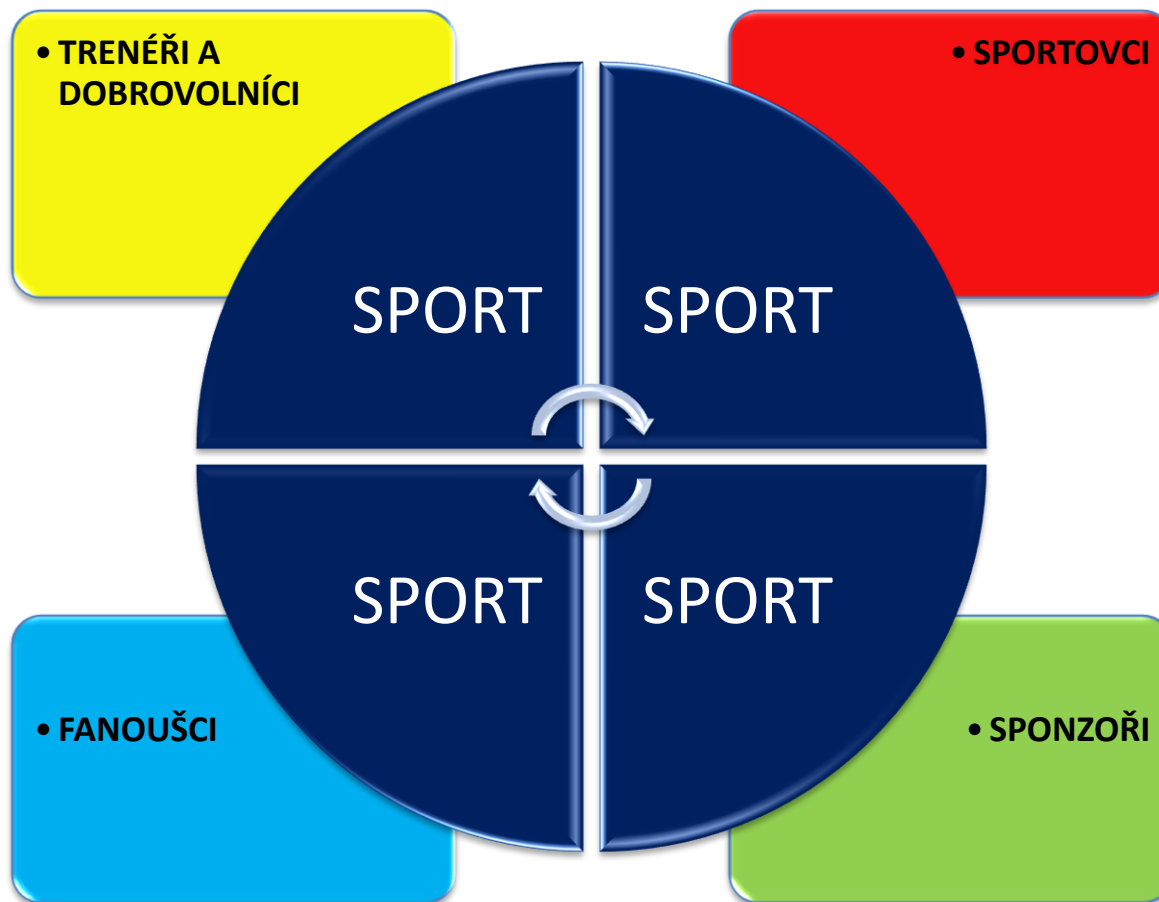 • TRENÉŘI A
DOBROVOLNÍCI
• SPORTOVCI
SPORT
SPORT
SPORT
SPORT
• FANOUŠCI
• SPONZOŘI